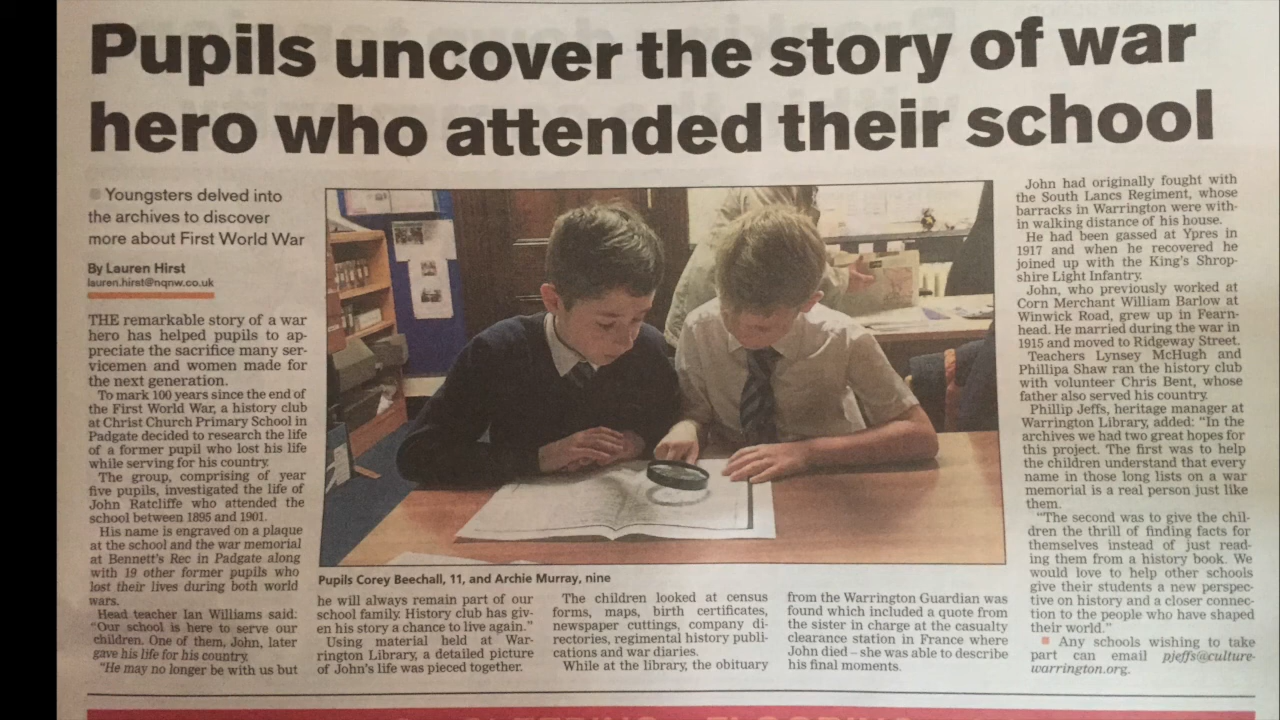 Pupils uncover the story of war
hero who attended their school
Youngsters delved into
the archives to discover
more about First World War
By Lauren Hirst
lauren.hirst@nqnw.co.uk
THE remarkable story of a war
hero has helped pupils to ap-
preciate the sacrifice many ser-
vicemen and women made for
the next generation.
To mark 100 years since the end of
the First World War, a history club
at Christ Church Primary School in
Padgate decided to research the life
of a former pupil who lost his life
while serving for his country.
The group, comprising of year
five pupils, investigated the life of
John Ratcliffe who attended the
school between 1895 and 1901.
His name is engraved on a plaque
at the school and the war memorial
at Bennett's Rec in Padgate along
with 19 other former pupils who
lost their lives during both world
wars.
Head teacher Ian Williams said:
"Our school is here to serve our
children. One of them, John, later
gave his life for his country.
"He may no longer be with us but
Pupils Corey Beechall, 11, and Archie Murray, nine
he will always remain part of our
school family. History club has giv-
en his story a chance to live again."
Using material held at War-
rington Library, a detailed picture
of John's life was pieced together.
The children looked at census
forms, maps, birth certificates,
newspaper cuttings, company di-
rectories, regimental history publi-
cations and war diaries.
While at the library, the obituary
from the Warrington Guardian was
found which included a quote from
the sister in charge at the casualty
clearance station in France where
John died – she was able to describe
his final moments.
John had originally fought with
the South Lancs Regiment, whose
barracks in Warrington were with-
in walking distance of his house.
He had been gassed at Ypres in
1917 and when he recovered he
joined up with the King's Shrop-
shire Light Infantry.
John, who previously worked at
Corn Merchant William Barlow at
Winwick Road, grew up in Fearn-
head. He married during the war in
1915 and moved to Ridgeway Street.
Teachers Lynsey McHugh and
Phillipa Shaw ran the history club
with volunteer Chris Bent, whose
father also served his country.
Phillip Jeffs, heritage manager at
Warrington Library, added: "In the
archives we had two great hopes for
this project. The first was to help
the children understand that every
name in those long lists on a war
memorial is a real person just like
them.
"The second was to give the chil-
dren the thrill of finding facts for
themselves instead of just read-
ing them from a history book. We
would love to help other schools
give their students a new perspec-
tive on history and a closer connec-
tion to the people who have shaped
their world."
Any schools wishing to take
part can email pjeffs@culture-
warrington.org.